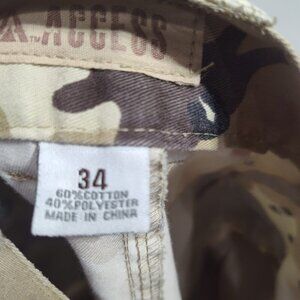 ACCESS
34
60%COTTON
40%POLYESTER
MADE IN CHINA